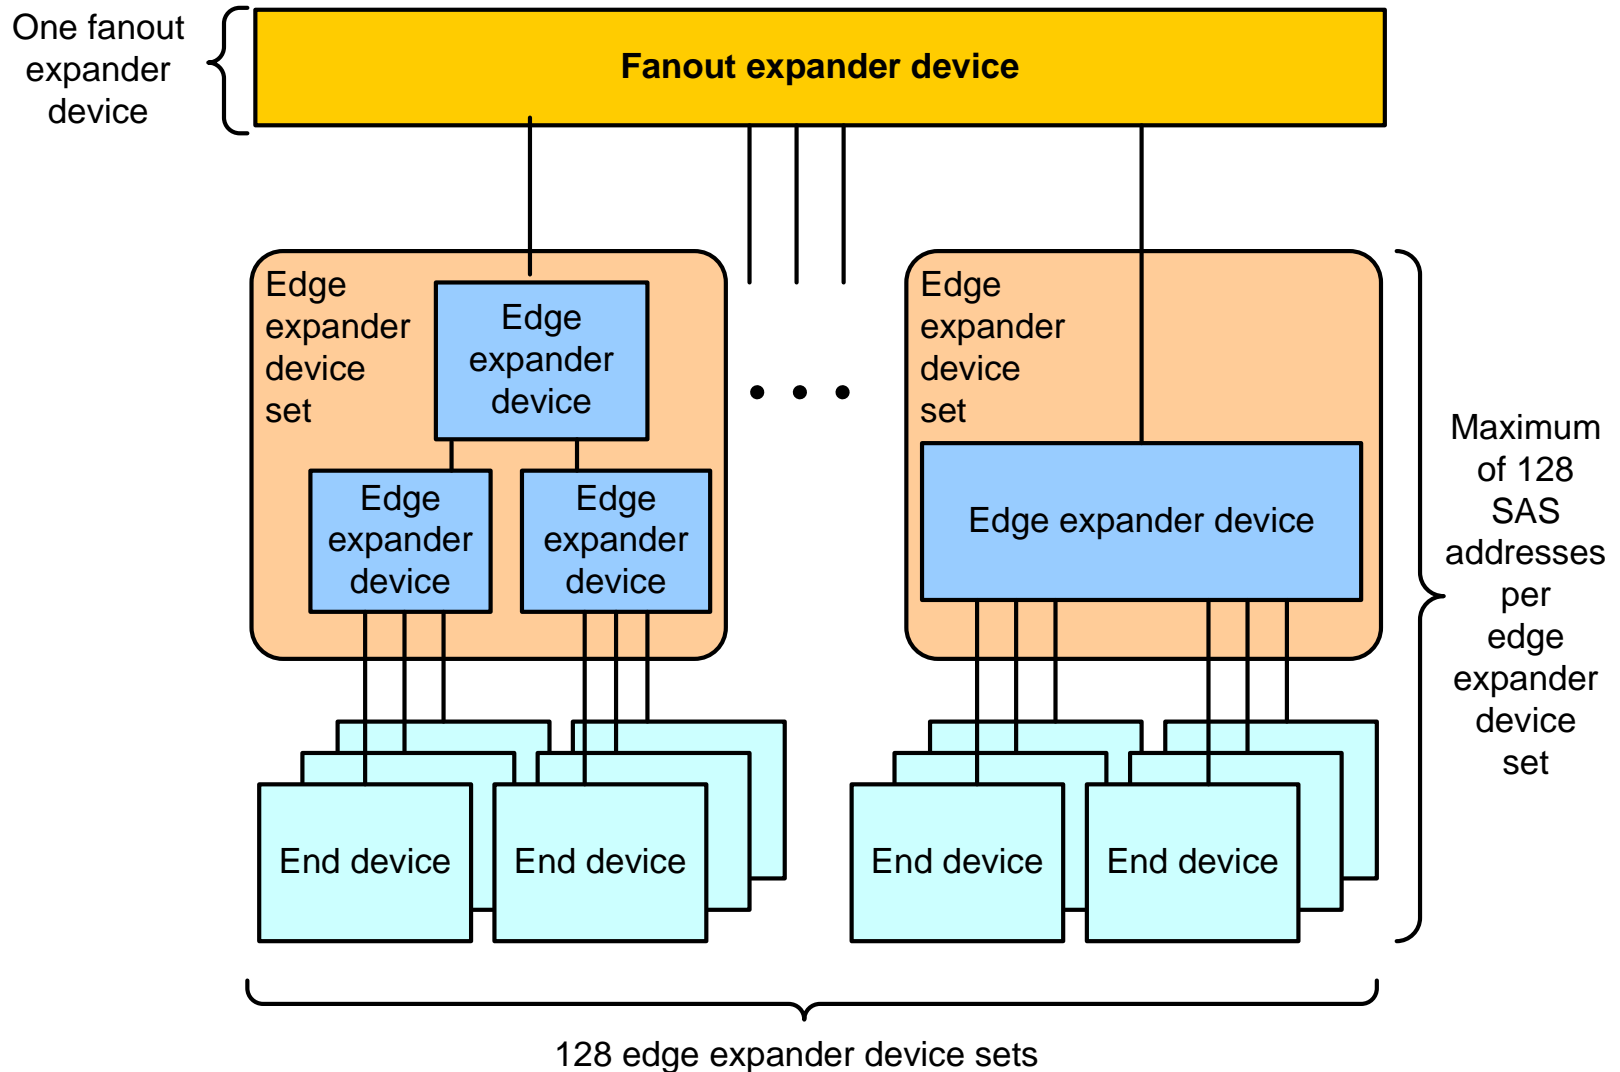 One fanout
expander
device
Fanout expander device
Edge
expander
device
set
Edge
expander
device
Edge
expander
device
Edge
expander
device
Edge
expander
device
set
Edge expander device
Maximum
of 128
SAS
addresses
per
edge
expander
device
set
End device
End device
End device
End device
128 edge expander device sets